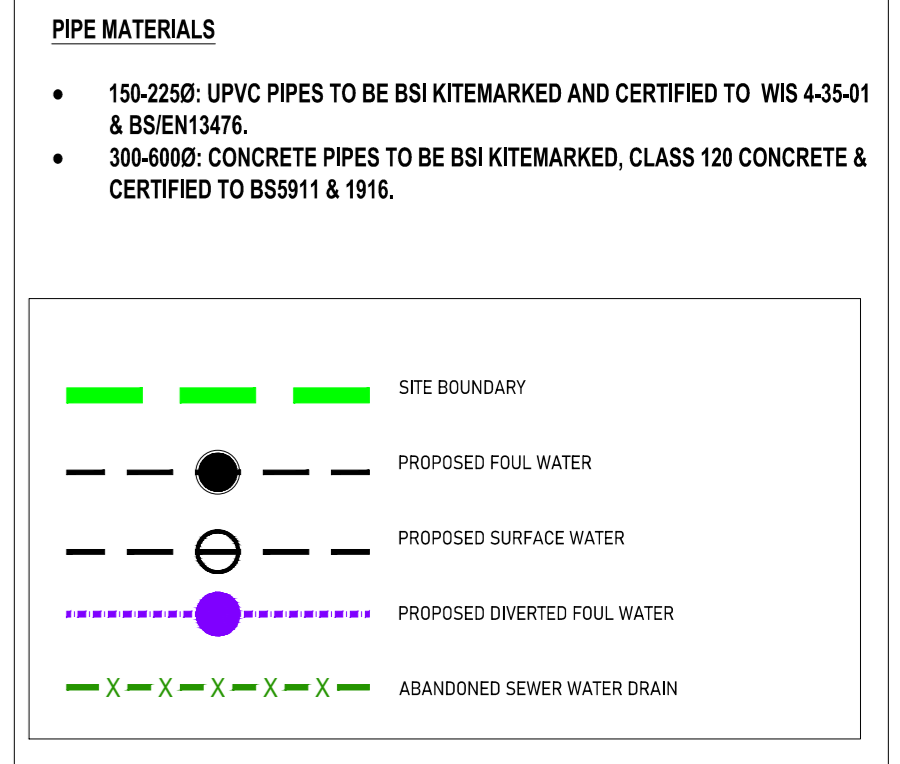 PIPE MATERIALS
• 150-225Ø: UPVC PIPES TO BE BSI KITEMARKED AND CERTIFIED TO WIS 4-35-01
& BS/EN13476.
• 300-600Ø: CONCRETE PIPES TO BE BSI KITEMARKED, CLASS 120 CONCRETE &
CERTIFIED TO BS5911 & 1916.
SITE BOUNDARY
PROPOSED FOUL WATER
PROPOSED SURFACE WATER
PROPOSED DIVERTED FOUL WATER
X X X X X ABANDONED SEWER WATER DRAIN